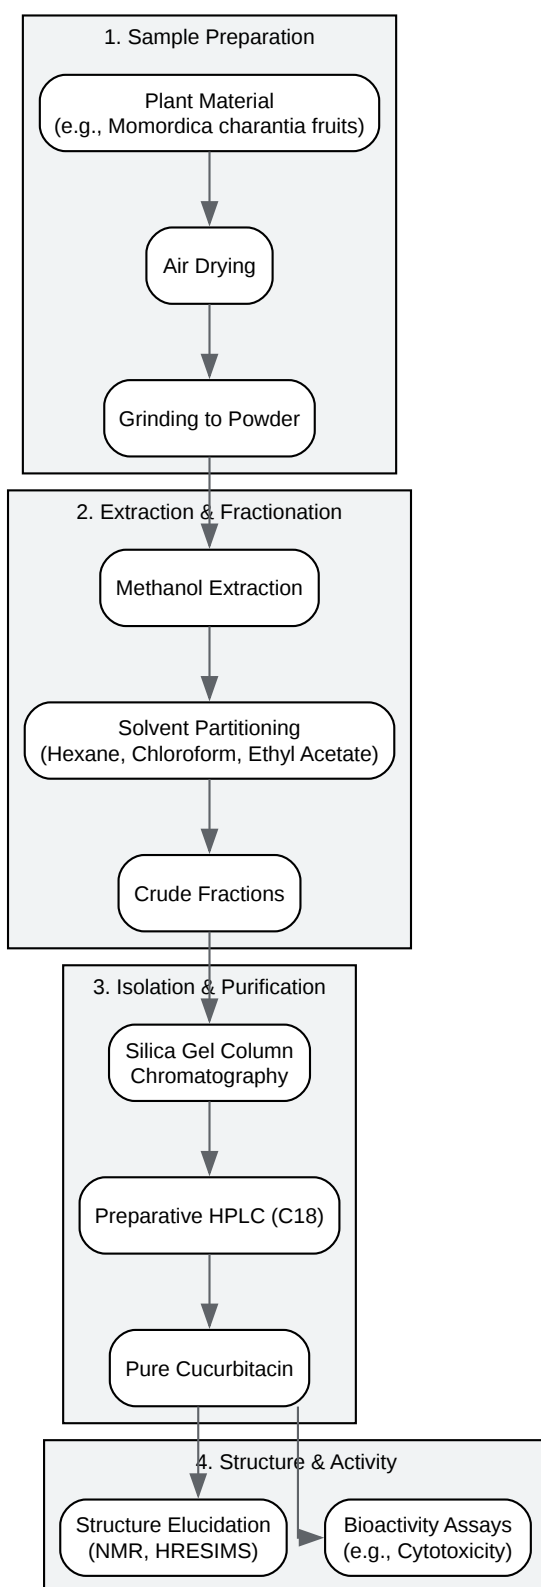 1. Sample Preparation
Plant Material
(e.g., Momordica charantia fruits)
Air Drying
Grinding to Powder
2. Extraction & Fractionation
Methanol Extraction
Solvent Partitioning
(Hexane, Chloroform, Ethyl Acetate)
Crude Fractions
3. Isolation & Purification
Silica Gel Column
Chromatography
Preparative HPLC (C18)
Pure Cucurbitacin
4. Structure & Activity
Structure Elucidation
(NMR, HRESIMS)
Bioactivity Assays
(e.g., Cytotoxicity)